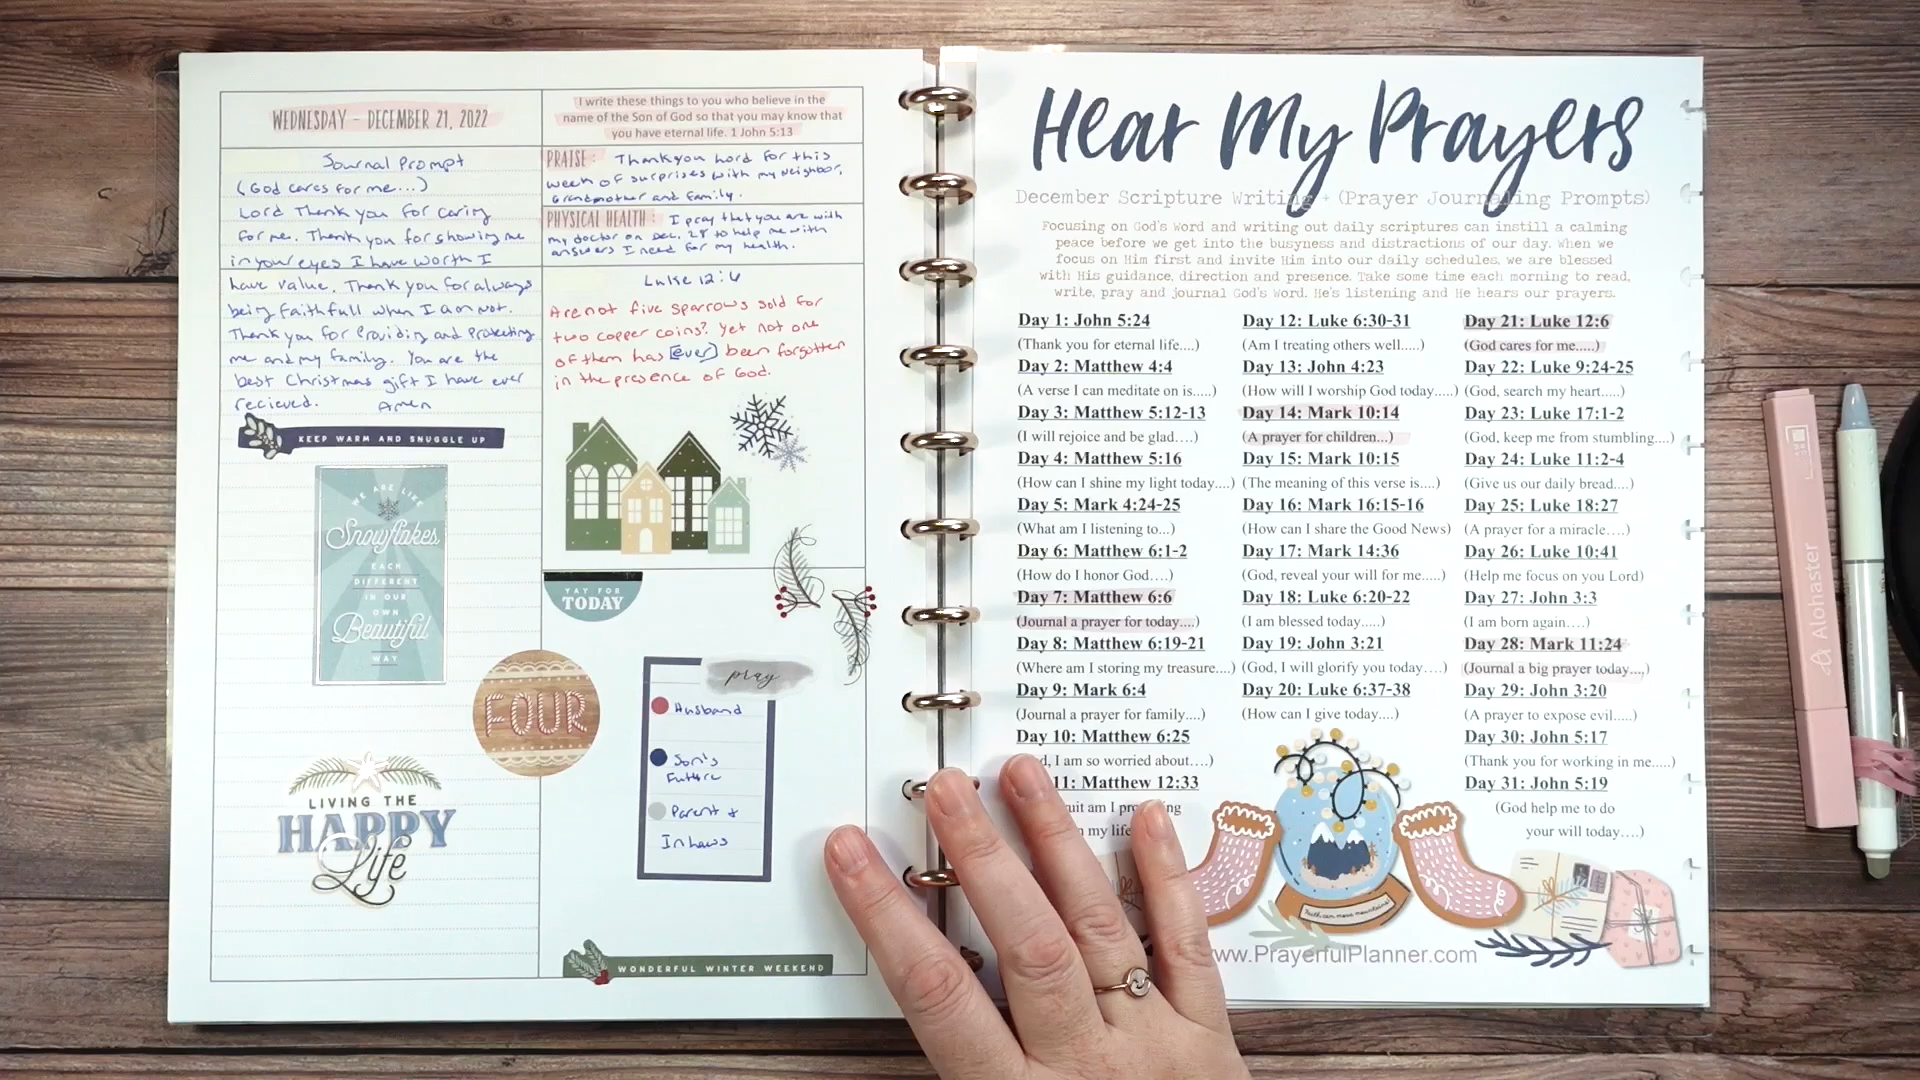 WEDNESDAY - DECEMBER 21, 2022
Journal Prompt
(God cares for me...)
Lord Thank you for caring
for me. Thank you for showing me
in your eyes I have worth I
have value. Thank you for always
being faithfull when I am not.
Thank you for Providing and Protecting
me and my family. You are the
best Christmas gift I have ever
recieved. Amen
KEEP WARM AND SNUGGLE UP
WE ARE LIKE
Snowflakes
EACH
DIFFERENT
IN OUR
OWN
Beautiful
WAY
FOUR
LIVING THE
HAPPY
Life
I write these things to you who believe in the
name of the Son of God so that you may know that
you have eternal life. 1 John 5:13
PRAISE: Thank you Lord for this
week of surprises with my neighbor,
Grandmother and family.
PHYSICAL HEALTH: I pray that you are with
my doctor on Dec. 28 to help me with
answers I need for my health.
Luke 12:6
Are not five sparrows sold for
two copper coins? Yet not one
of them has [ever] been forgotten
in the presence of God.
YAY FOR
TODAY
pray
Husband
Son's
Future
Parent &
In Laws
WONDERFUL WINTER WEEKEND
Hear My Prayers
December Scripture Writing + (Prayer Journaling Prompts)
Focusing on God's Word and writing out daily scriptures can instill a calming
peace before we get into the busyness and distractions of our day. When we
focus on Him first and invite Him into our daily schedules, we are blessed
with His guidance, direction and presence. Take some time each morning to read,
write, pray and journal God's Word. He's listening and He hears our prayers.
Day 1: John 5:24
(Thank you for eternal life....)
Day 2: Matthew 4:4
(A verse I can meditate on is.....)
Day 3: Matthew 5:12-13
(I will rejoice and be glad....)
Day 4: Matthew 5:16
(How can I shine my light today....)
Day 5: Mark 4:24-25
(What am I listening to...)
Day 6: Matthew 6:1-2
(How do I honor God....)
Day 7: Matthew 6:6
(Journal a prayer for today....)
Day 8: Matthew 6:19-21
(Where am I storing my treasure....)
Day 9: Mark 6:4
(Journal a prayer for family....)
Day 10: Matthew 6:25
I am so worried about....)
11: Matthew 12:33
am I
my life
Day 12: Luke 6:30-31
(Am I treating others well.....)
Day 13: John 4:23
(How will I worship God today.....)
Day 14: Mark 10:14
(A prayer for children...)
Day 15: Mark 10:15
(The meaning of this verse is....)
Day 16: Mark 16:15-16
(How can I share the Good News)
Day 17: Mark 14:36
(God, reveal your will for me.....)
Day 18: Luke 6:20-22
(I am blessed today.....)
Day 19: John 3:21
(God, I will glorify you today....)
Day 20: Luke 6:37-38
(How can I give today....)
Day 21: Luke 12:6
(God cares for me.....)
Day 22: Luke 9:24-25
(God, search my heart.....)
Day 23: Luke 17:1-2
(God, keep me from stumbling....)
Day 24: Luke 11:2-4
(Give us our daily bread....)
Day 25: Luke 18:27
(A prayer for a miracle....)
Day 26: Luke 10:41
(Help me focus on you Lord)
Day 27: John 3:3
(I am born again....)
Day 28: Mark 11:24
(Journal a big prayer today....)
Day 29: John 3:20
(A prayer to expose evil.....)
Day 30: John 5:17
(Thank you for working in me.....)
Day 31: John 5:19
(God help me to do
your will today....)
Faith can move mountains!
www.PrayerfulPlanner.com
Alohaster